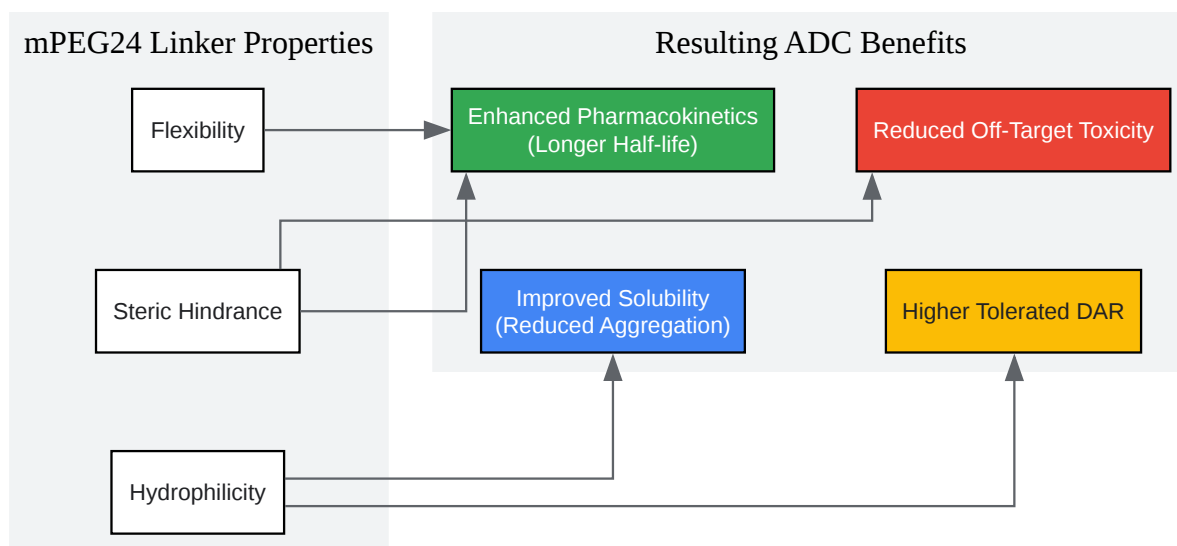 mPEG24 Linker Properties
Resulting ADC Benefits
Flexibility
Enhanced Pharmacokinetics
(Longer Half-life)
Reduced Off-Target Toxicity
Steric Hindrance
Improved Solubility
(Reduced Aggregation)
Higher Tolerated DAR
Hydrophilicity